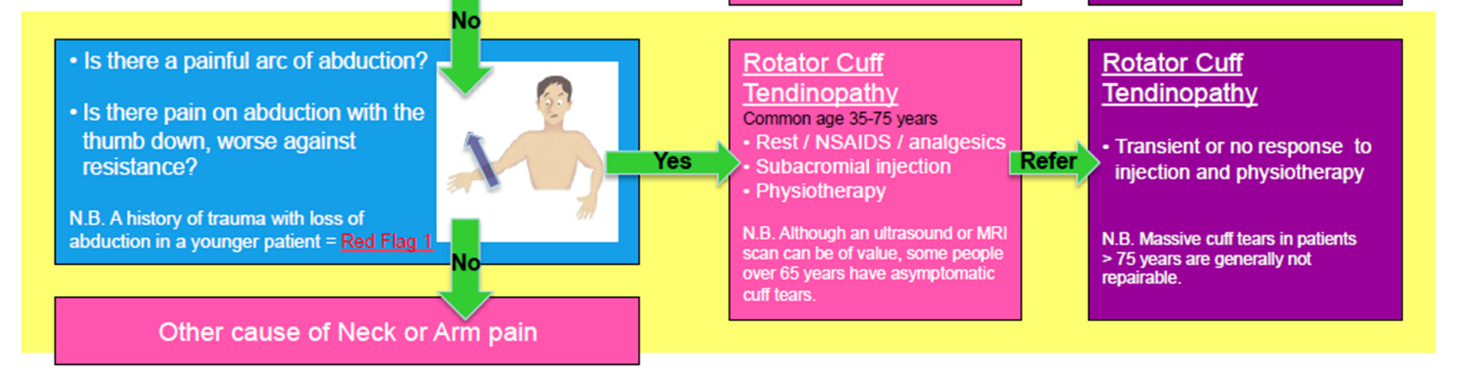 No
• Is there a painful arc of abduction?
• Is there pain on abduction with the
thumb down, worse against
resistance?
N.B. A history of trauma with loss of
abduction in a younger patient = Red Flag 1
Yes
No
Other cause of Neck or Arm pain
Rotator Cuff
Tendinopathy
Common age 35-75 years
• Rest / NSAIDS / analgesics
• Subacromial injection
• Physiotherapy
N.B. Although an ultrasound or MRI
scan can be of value, some people
over 65 years have asymptomatic
cuff tears.
Refer
Rotator Cuff
Tendinopathy
• Transient or no response to
injection and physiotherapy
N.B. Massive cuff tears in patients
> 75 years are generally not
repairable.